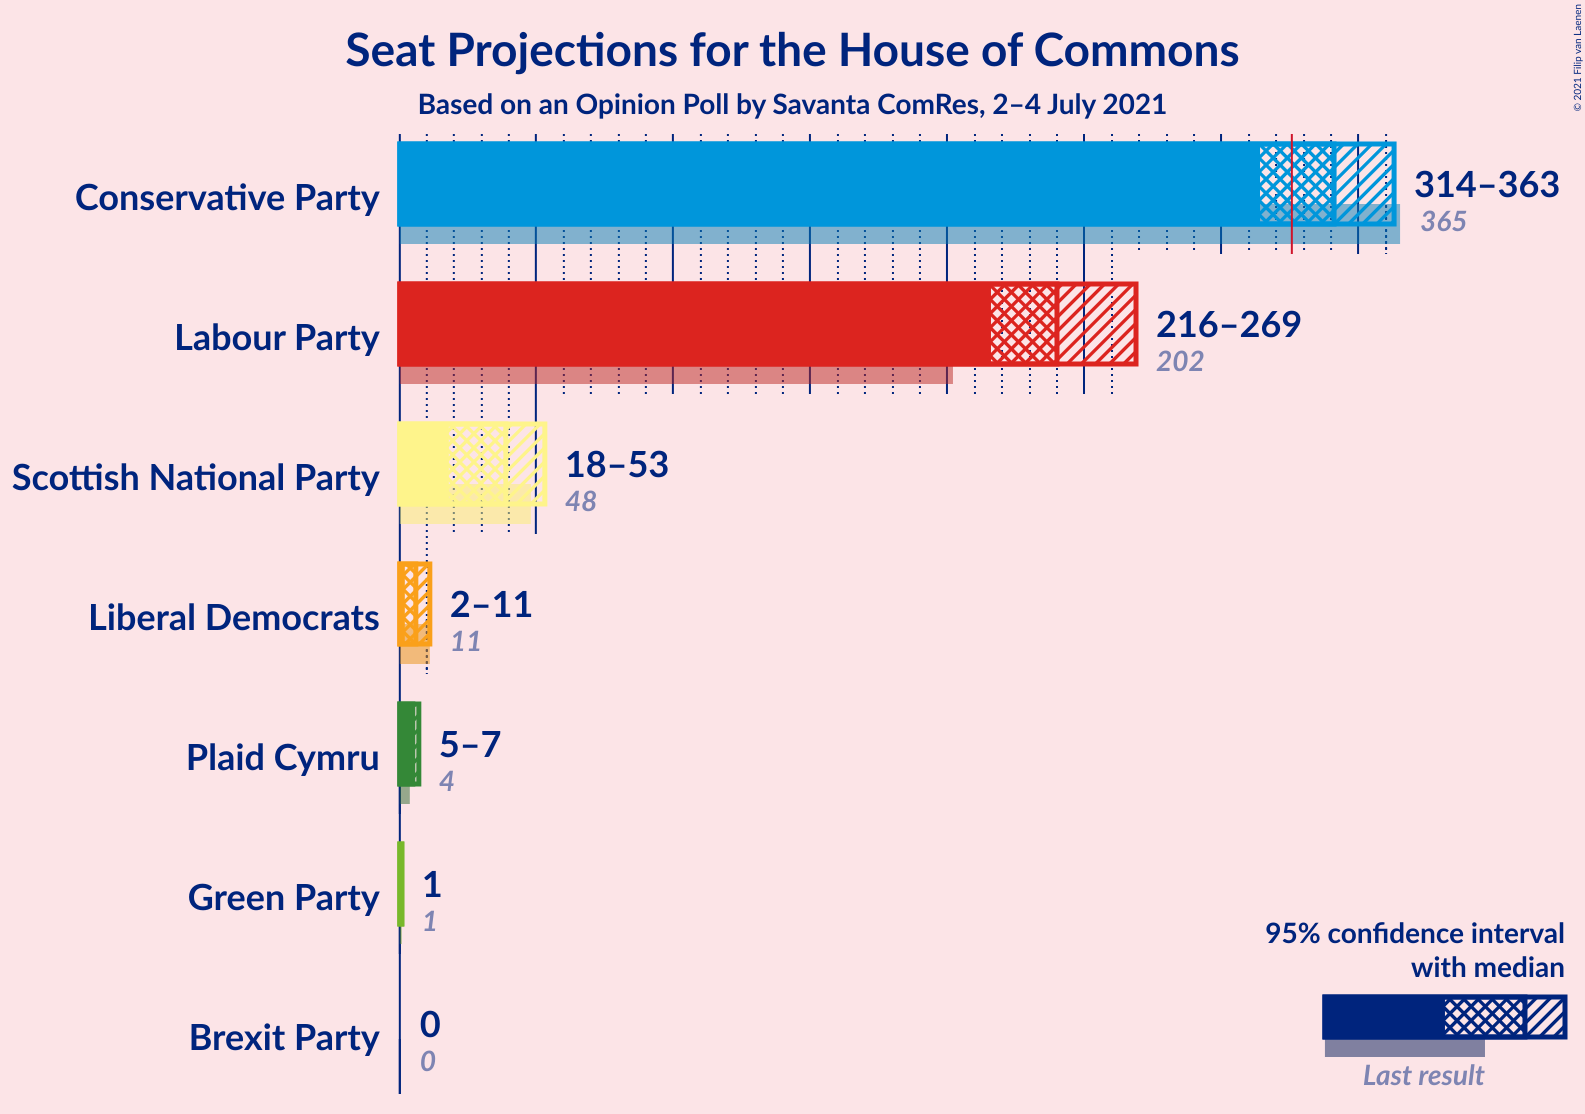 Seat Projections for the House of Commons
Based on an Opinion Poll by Savanta ComRes, 2–4 July 2021
© 2021 Filip van Laenen
Conservative Party
314–363
365
Labour Party
216–269
202
Scottish National Party
18–53
48
Liberal Democrats
2–11
11
Plaid Cymru
5–7
4
Green Party
1
1
Brexit Party
0
0
95% confidence interval
with median
Last result